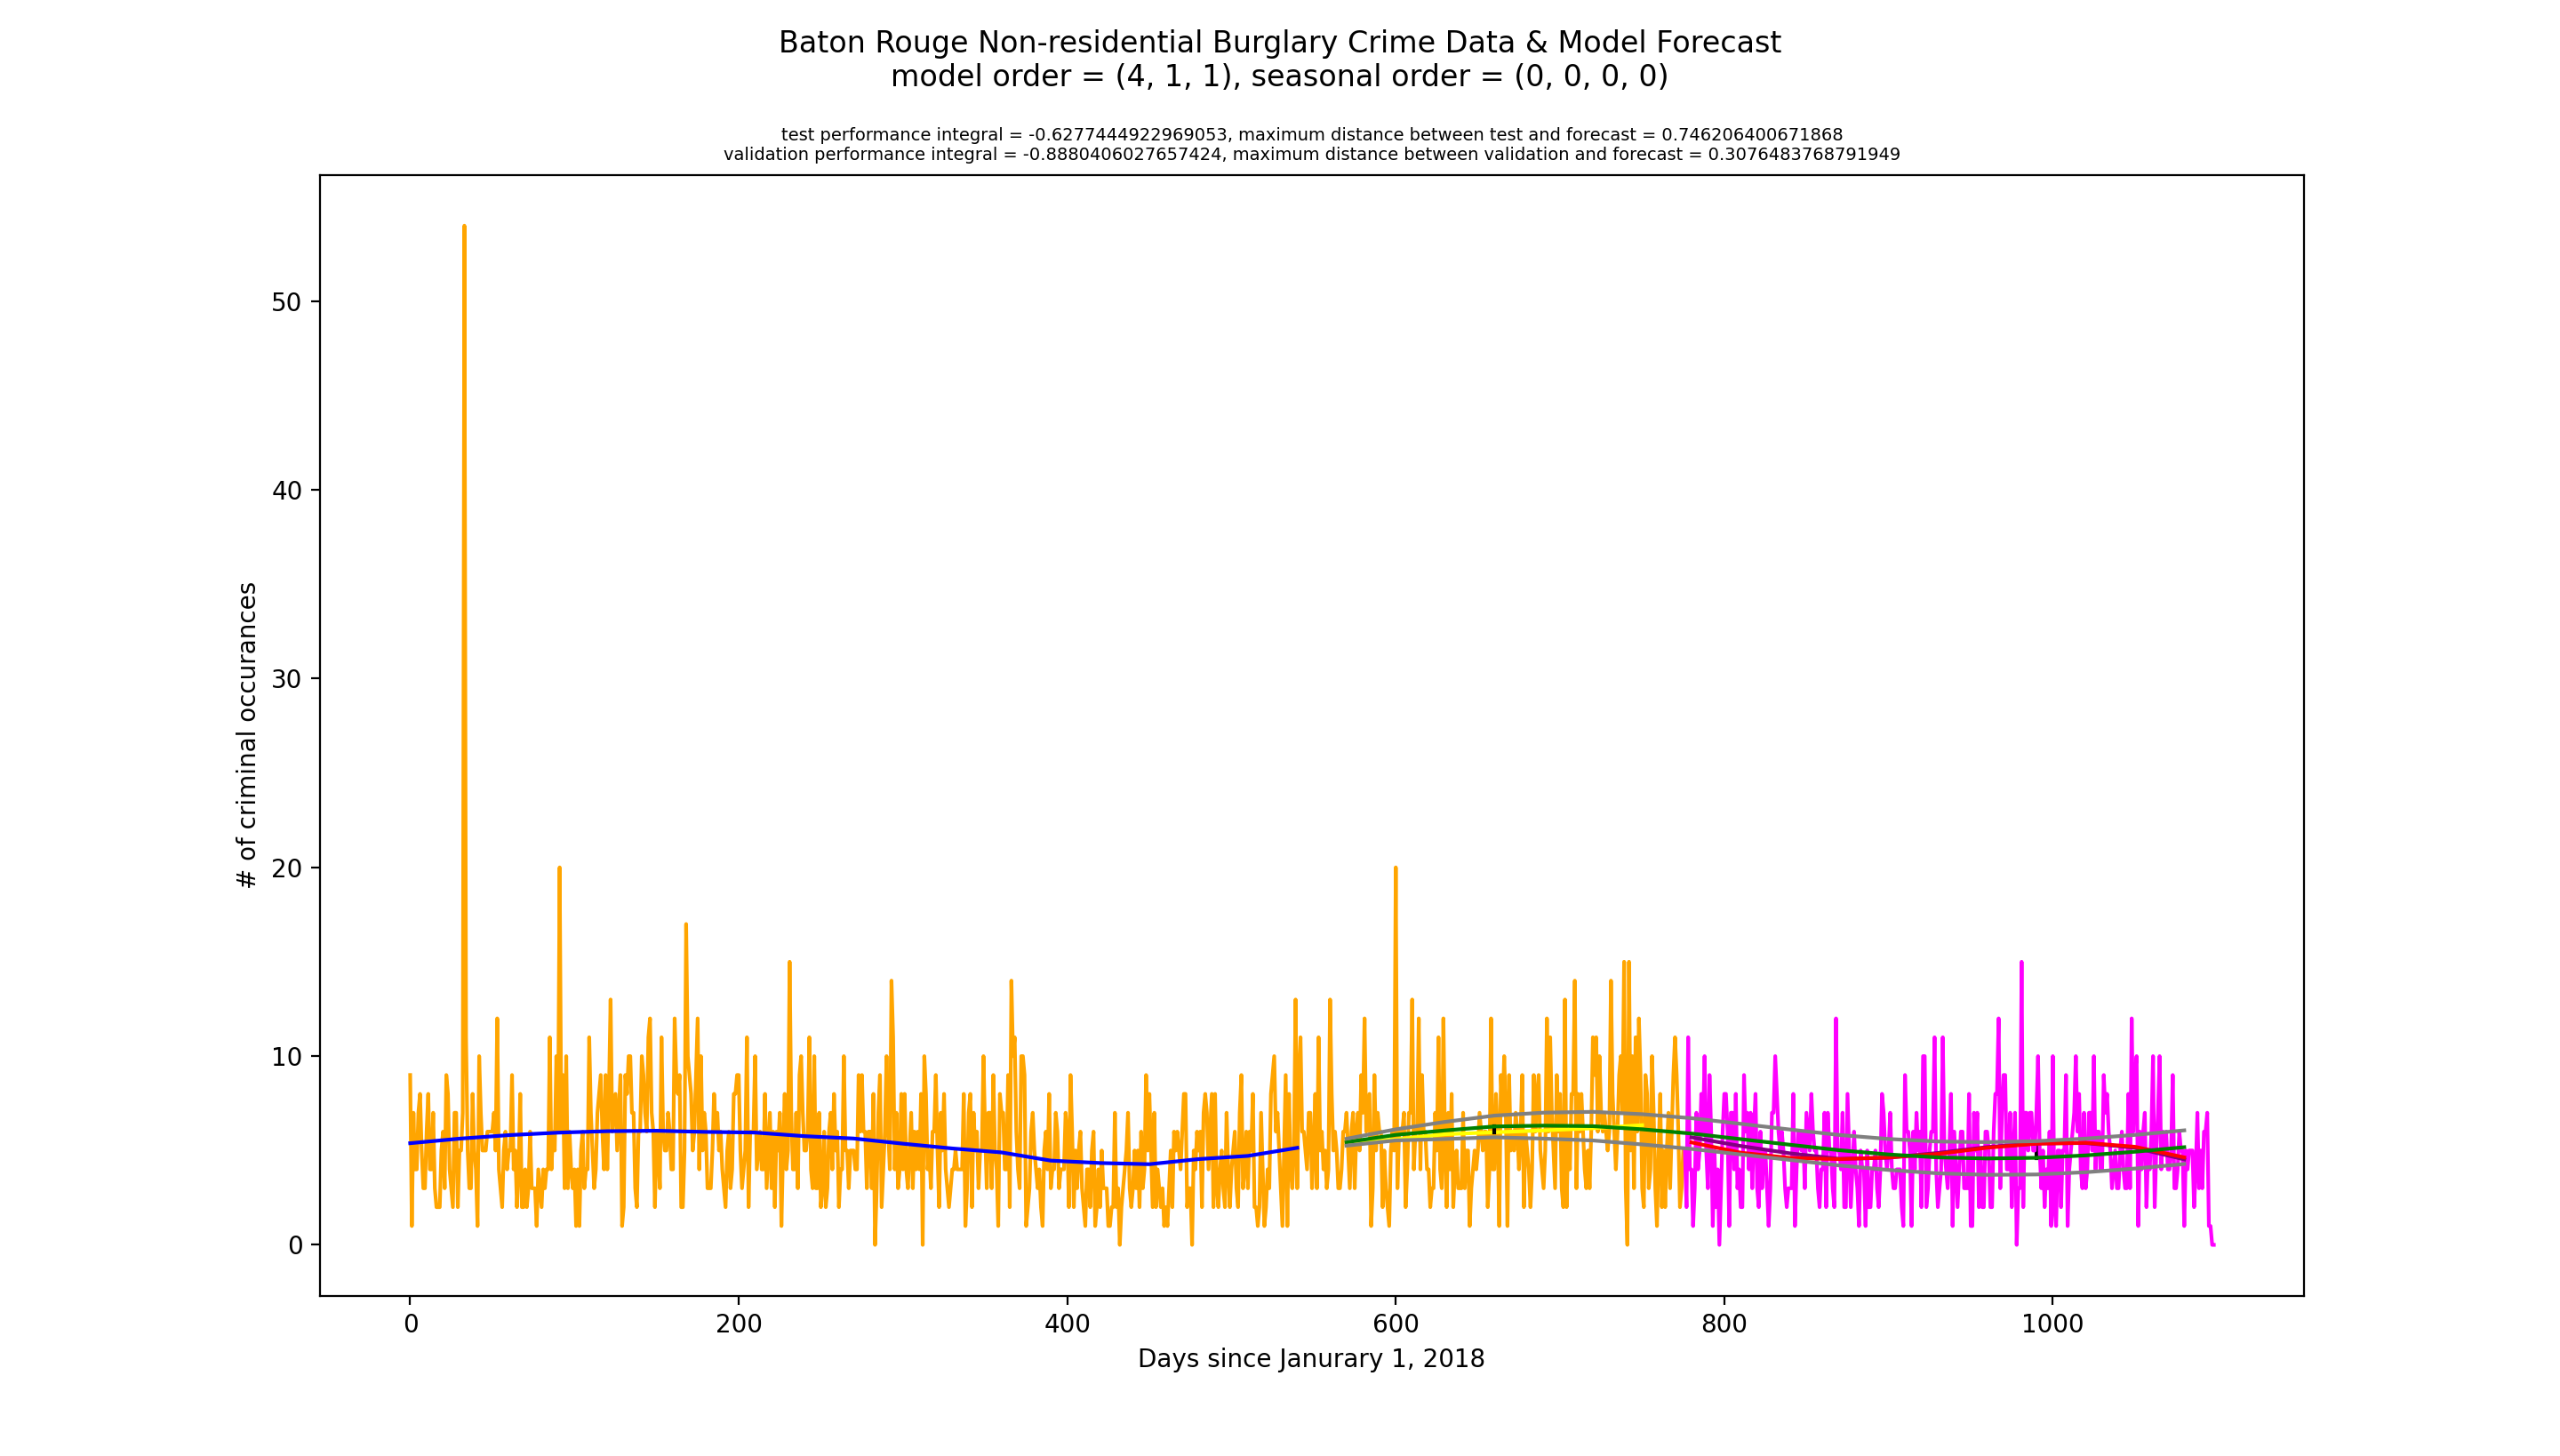 Baton Rouge Non-residential Burglary Crime Data & Model Forecast
model order = (4, 1, 1), seasonal order = (0, 0, 0, 0)
test performance integral = -0.6277444922969053, maximum distance between test and forecast = 0.746206400671868
validation performance integral = -0.8880406027657424, maximum distance between validation and forecast = 0.3076483768791949
50
40
30
20
10
0
# of criminal occurances
0 200 400 600 800 1000
Days since Janurary 1, 2018